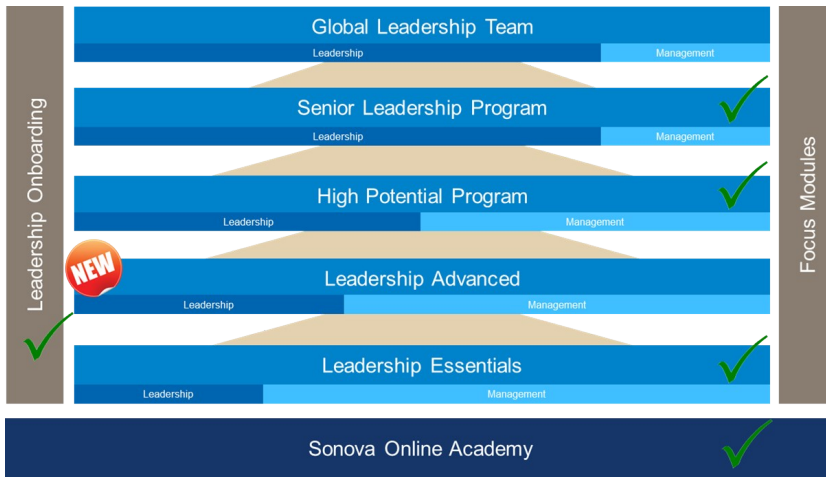 Leadership Onboarding
Global Leadership Team
Leadership Management
Senior Leadership Program
Leadership Management
High Potential Program
Leadership Management
NEW
Leadership Advanced
Leadership Management
Leadership Essentials
Leadership Management
Focus Modules
Sonova Online Academy